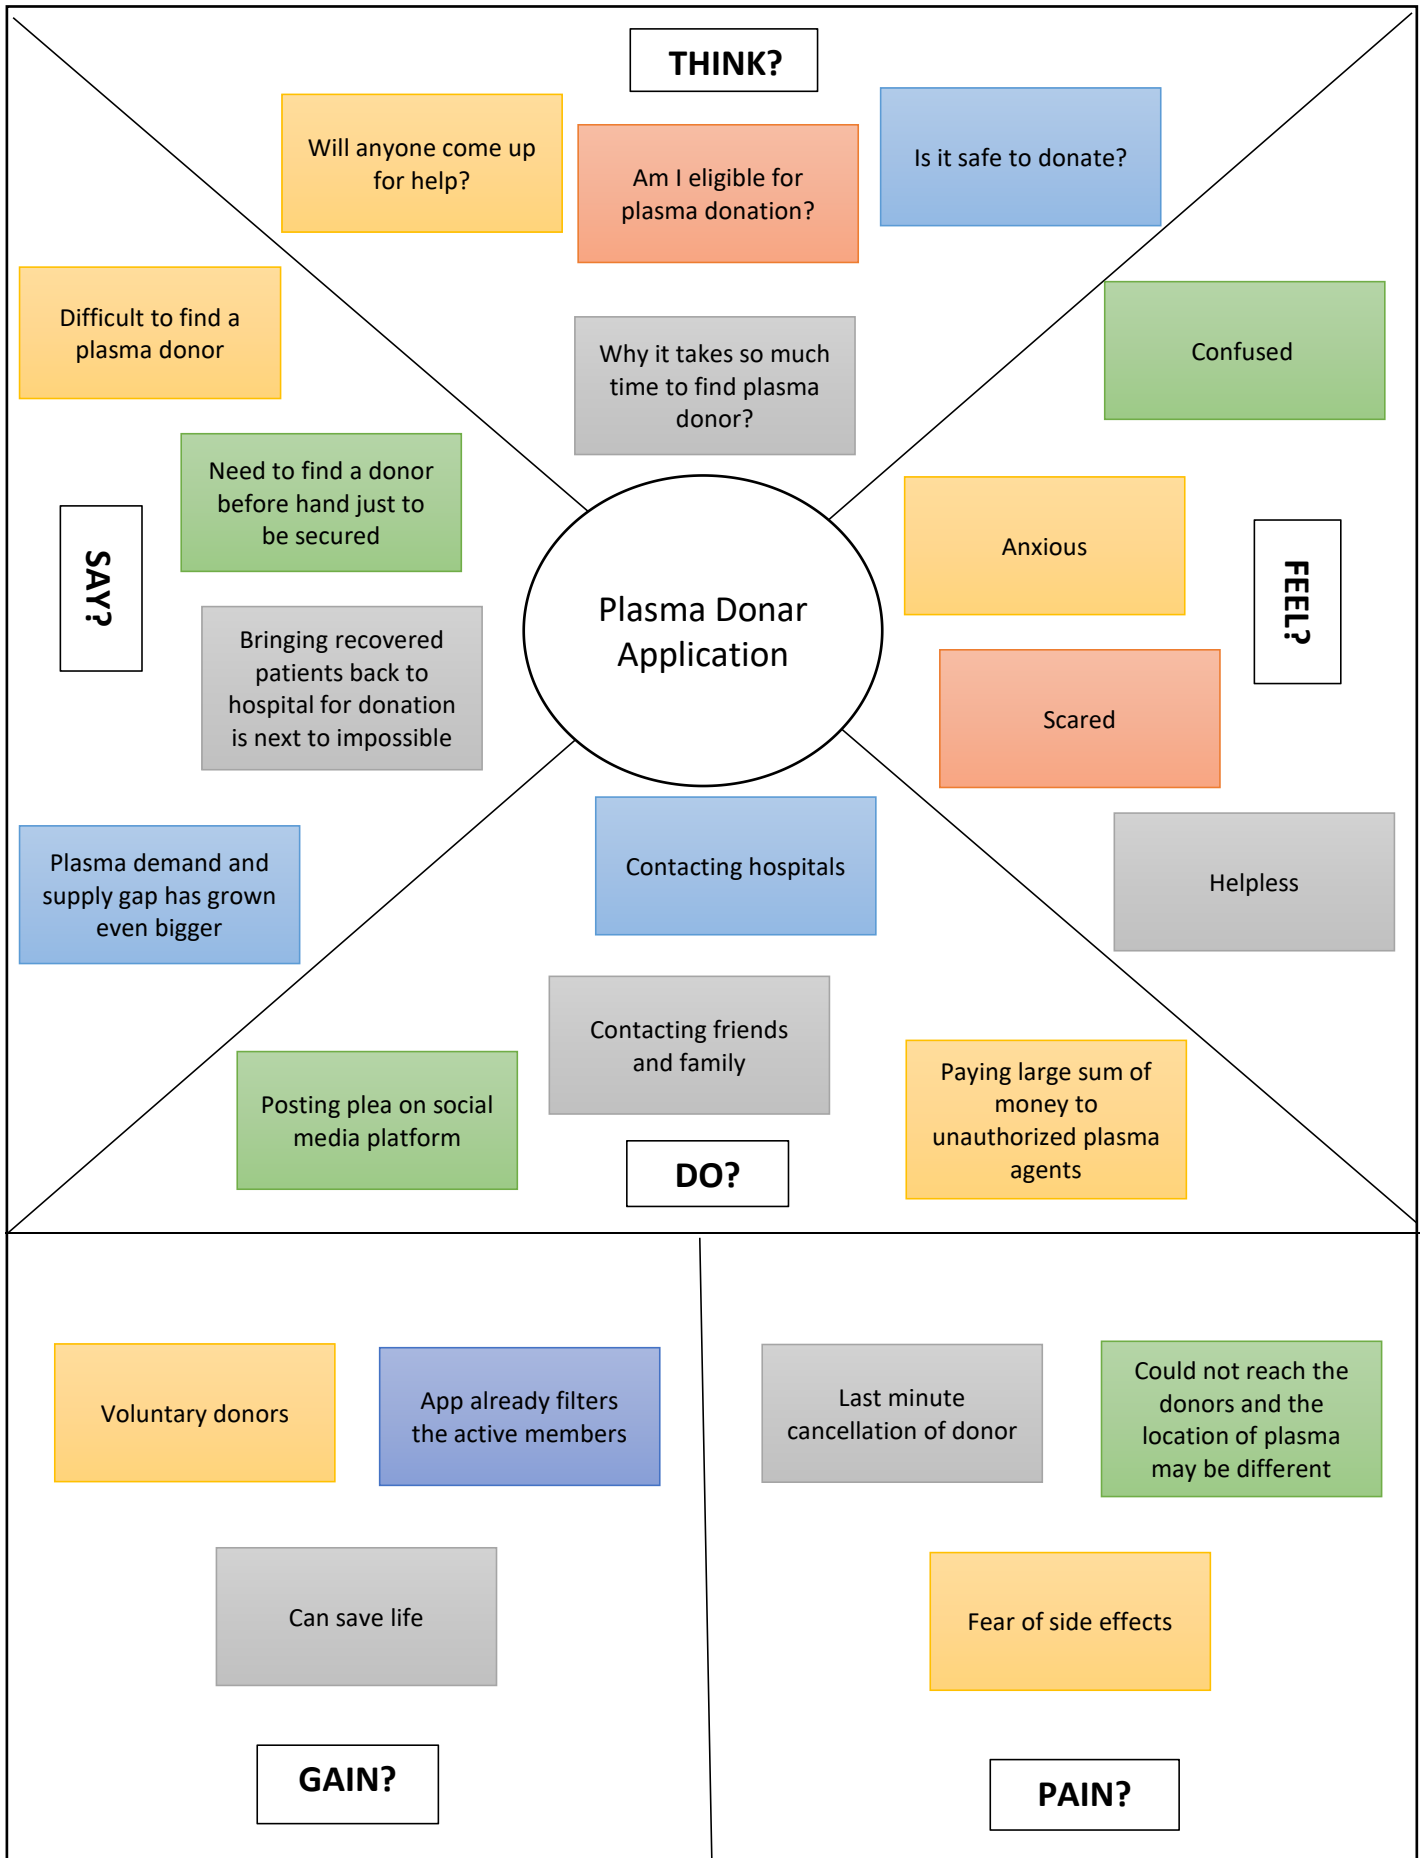 THINK?
Will anyone come up
for help?
Am I eligible for
plasma donation?
Is it safe to donate?
Why it takes so much
time to find plasma
donor?
SAY?
Difficult to find a
plasma donor
Need to find a donor
before hand just to
be secured
Bringing recovered
patients back to
hospital for donation
is next to impossible
Plasma demand and
supply gap has grown
even bigger
Plasma Donar
Application
FEEL?
Confused
Anxious
Scared
Helpless
Contacting hospitals
Contacting friends
and family
Posting plea on social
media platform
Paying large sum of
money to
unauthorized plasma
agents
DO?
Voluntary donors
App already filters
the active members
Can save life
GAIN?
Last minute
cancellation of donor
Could not reach the
donors and the
location of plasma
may be different
Fear of side effects
PAIN?